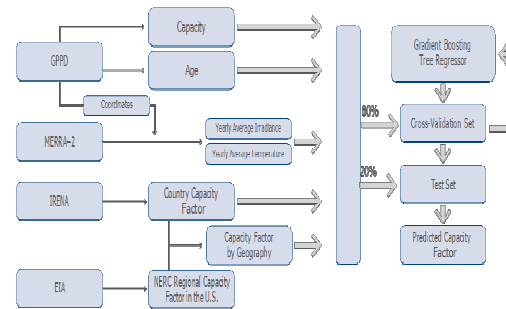 GPPD
Capacity
Age
Coordinates
MERRA-2
Yearly Average Irradiance
Yearly Average Temperature
IRENA
Country Capacity
Factor
Capacity Factor
by Geography
EIA
NERC Regional Capacity
Factor in the U.S.
80%
20%
Gradient Boosting
Tree Regressor
Cross-Validation Set
Test Set
Predicted Capacity
Factor